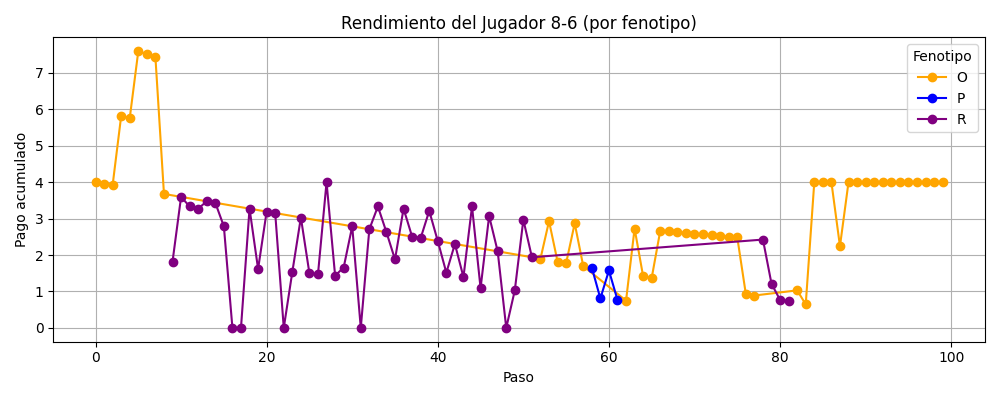 Rendimiento del Jugador 8-6 (por fenotipo)
Pago acumulado
7
6
5
4
3
2
1
0
Fenotipo
O
P
R
0 20 40 60 80 100
Paso